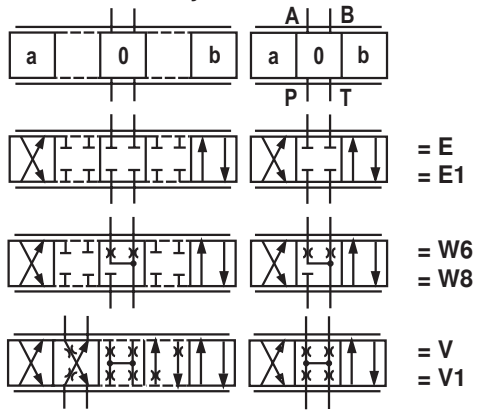 A B
a 0 b a 0 b
P T
= E
= E1
= W6
= W8
= V
= V1